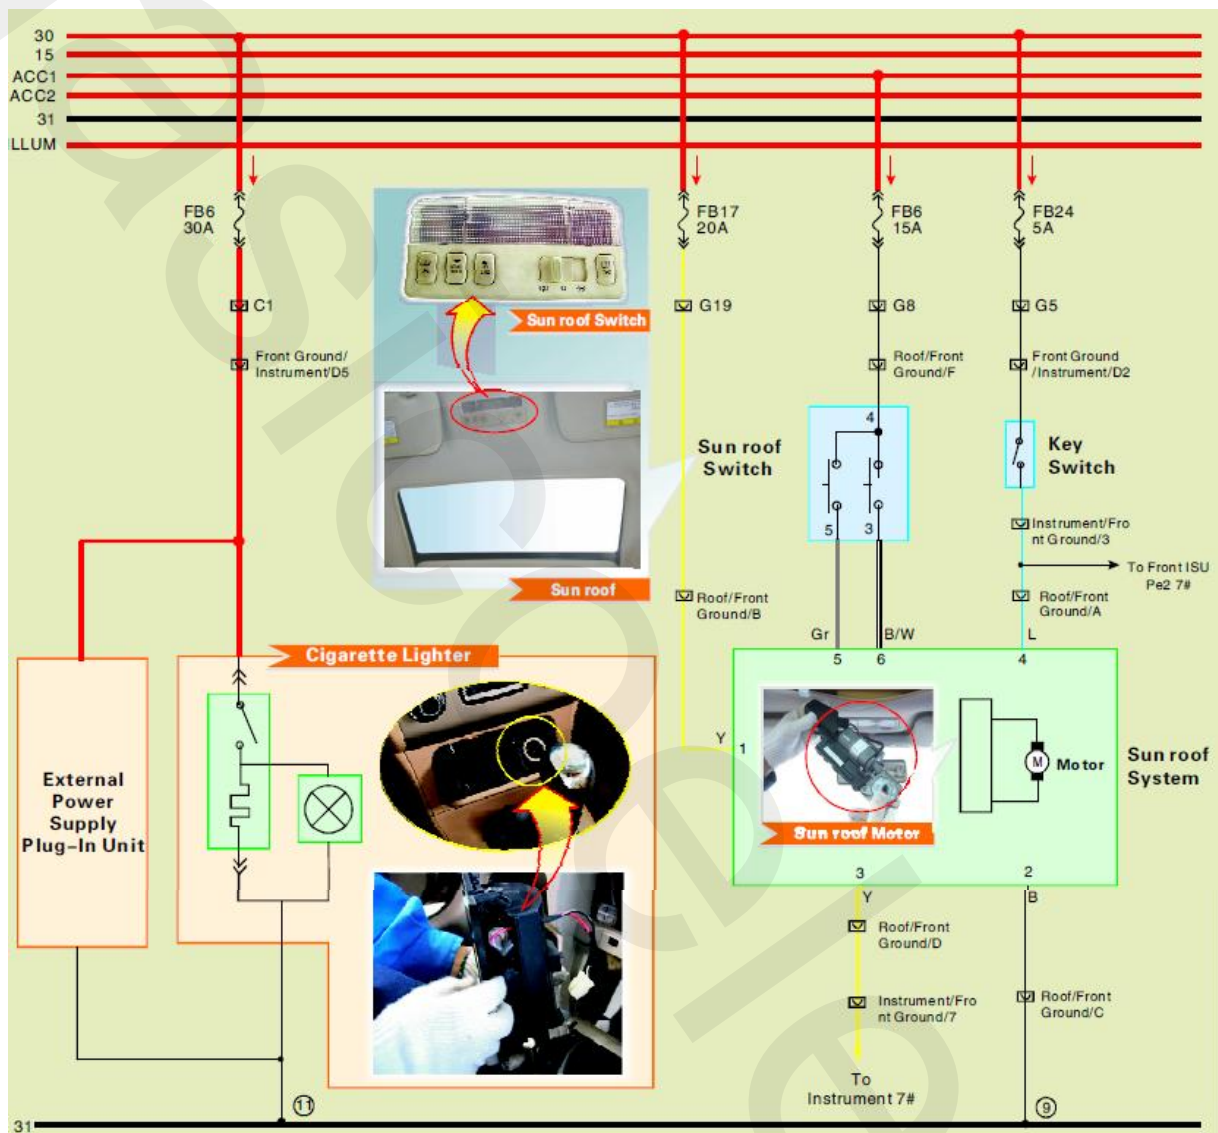 30
15
ACC1
ACC2
31
LLUM
FB6
30A
FB17
20A
FB6
15A
FB24
5A
C1
G19
G8
G5
Sun roof Switch
Front Ground/
Instrument/D5
Roof/Front
Ground/F
Front Ground
/Instrument/D2
4
Sun roof
Switch
Key
Switch
5
3
Instrument/Fro
nt Ground/3
To Front ISU
Pe2 7#
Sun roof
Roof/Front
Ground/B
Roof/Front
Ground/A
Gr
B/W
L
Cigarette Lighter
5
6
4
Y
1
M
Motor
Sun roof
System
External
Power
Supply
Plug-In Unit
Sun roof Motor
3
2
Y
B
Roof/Front
Ground/D
Instrument/Fro
nt Ground/7
Roof/Front
Ground/C
To
Instrument 7#
11
9
31